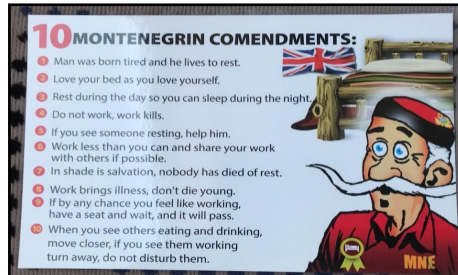 10 MONTENEGRIN COMENDMENTS:
1 Man was born tired and he lives to rest.
2 Love your bed as you love yourself.
3 Rest during the day so you can sleep during the night.
4 Do not work, work kills.
5 If you see someone resting, help him.
6 Work less than you can and share your work
with others if possible.
7 In shade is salvation, nobody has died of rest.
8 Work brings illness, don't die young.
9 If by any chance you feel like working,
have a seat and wait, and it will pass.
10 When you see others eating and drinking,
move closer, if you see them working
turn away, do not disturb them.
MNE